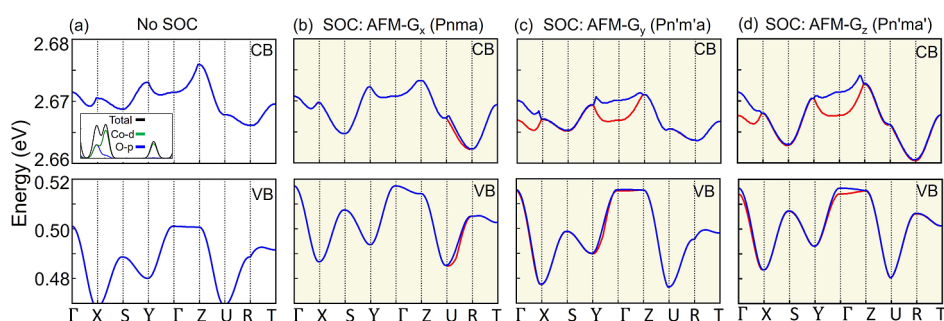 (a) No SOC
(b) SOC: AFM-Gx (Pnma)
(c) SOC: AFM-Gy (Pn'm'a)
(d) SOC: AFM-Gz (Pn'ma')
Energy (eV)
2.68
2.67
2.66
CB
CB
CB
CB
Total
Co-d
O-p
0.52
0.50
0.48
VB
VB
VB
VB
Γ X S Y Γ Z U R T
Γ X S Y Γ Z U R T
Γ X S Y Γ Z U R T
Γ X S Y Γ Z U R T